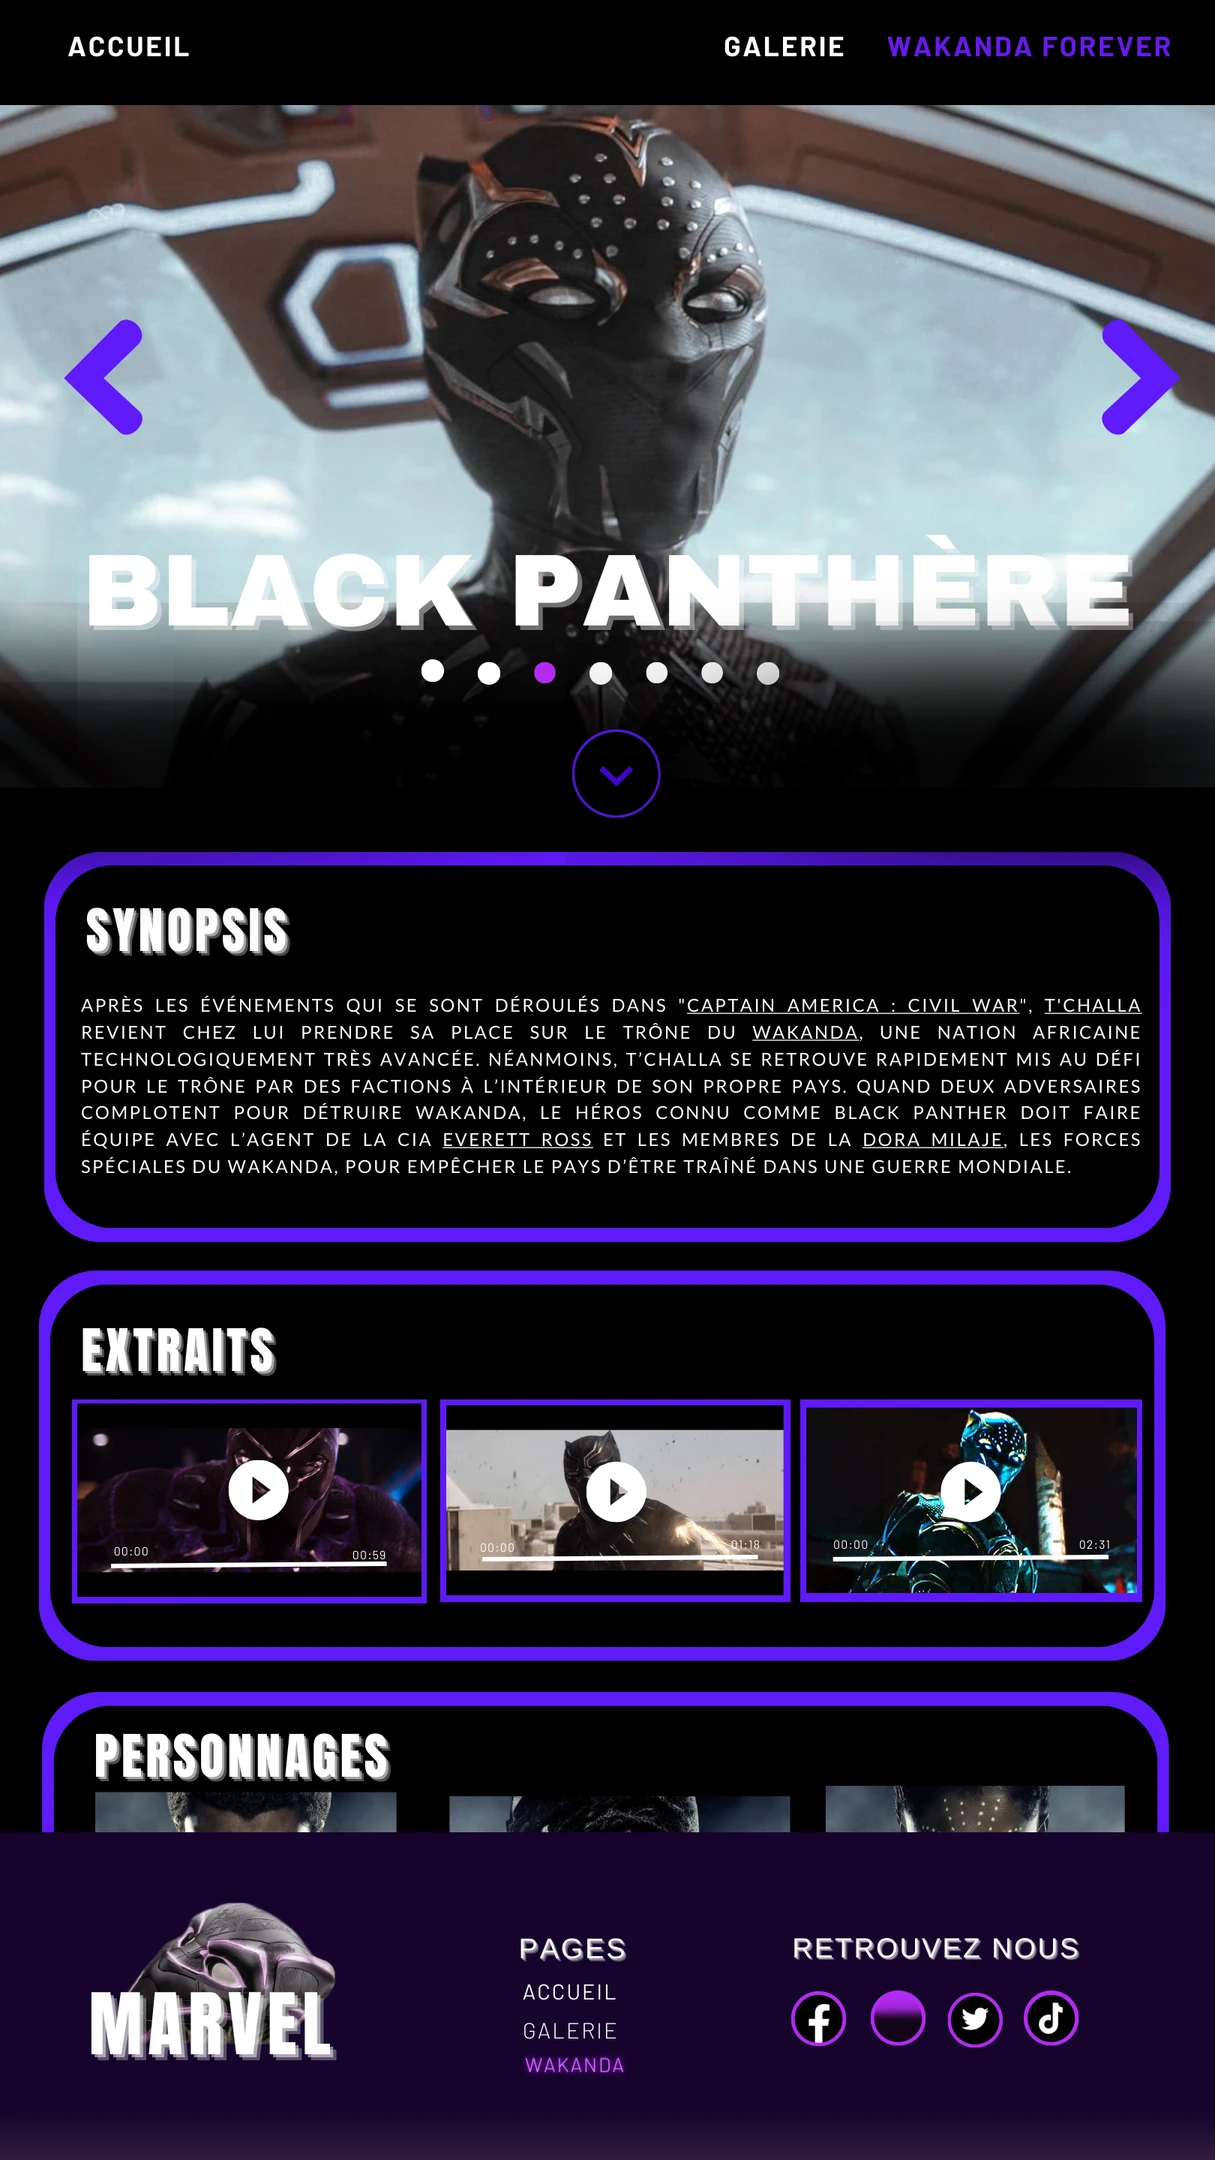 ACCUEIL
GALERIE
WAKANDA FOREVER
BLACK PANTHÈRE
SYNOPSIS
APRÈS LES ÉVÉNEMENTS QUI SE SONT DÉROULÉS DANS "CAPTAIN AMERICA : CIVIL WAR", T'CHALLA
REVIENT CHEZ LUI PRENDRE SA PLACE SUR LE TRÔNE DU WAKANDA, UNE NATION AFRICAINE
TECHNOLOGIQUEMENT TRÈS AVANCÉE. NÉANMOINS, T’CHALLA SE RETROUVE RAPIDEMENT MIS AU DÉFI
POUR LE TRÔNE PAR DES FACTIONS À L’INTÉRIEUR DE SON PROPRE PAYS. QUAND DEUX ADVERSAIRES
COMPLOTENT POUR DÉTRUIRE WAKANDA, LE HÉROS CONNU COMME BLACK PANTHER DOIT FAIRE
ÉQUIPE AVEC L’AGENT DE LA CIA EVERETT ROSS ET LES MEMBRES DE LA DORA MILAJE, LES FORCES
SPÉCIALES DU WAKANDA, POUR EMPÊCHER LE PAYS D’ÊTRE TRAÎNÉ DANS UNE GUERRE MONDIALE.
EXTRAITS
00:00 00:59
00:00 01:18
00:00 02:31
PERSONNAGES
MARVEL
PAGES
ACCUEIL
GALERIE
WAKANDA
RETROUVEZ NOUS